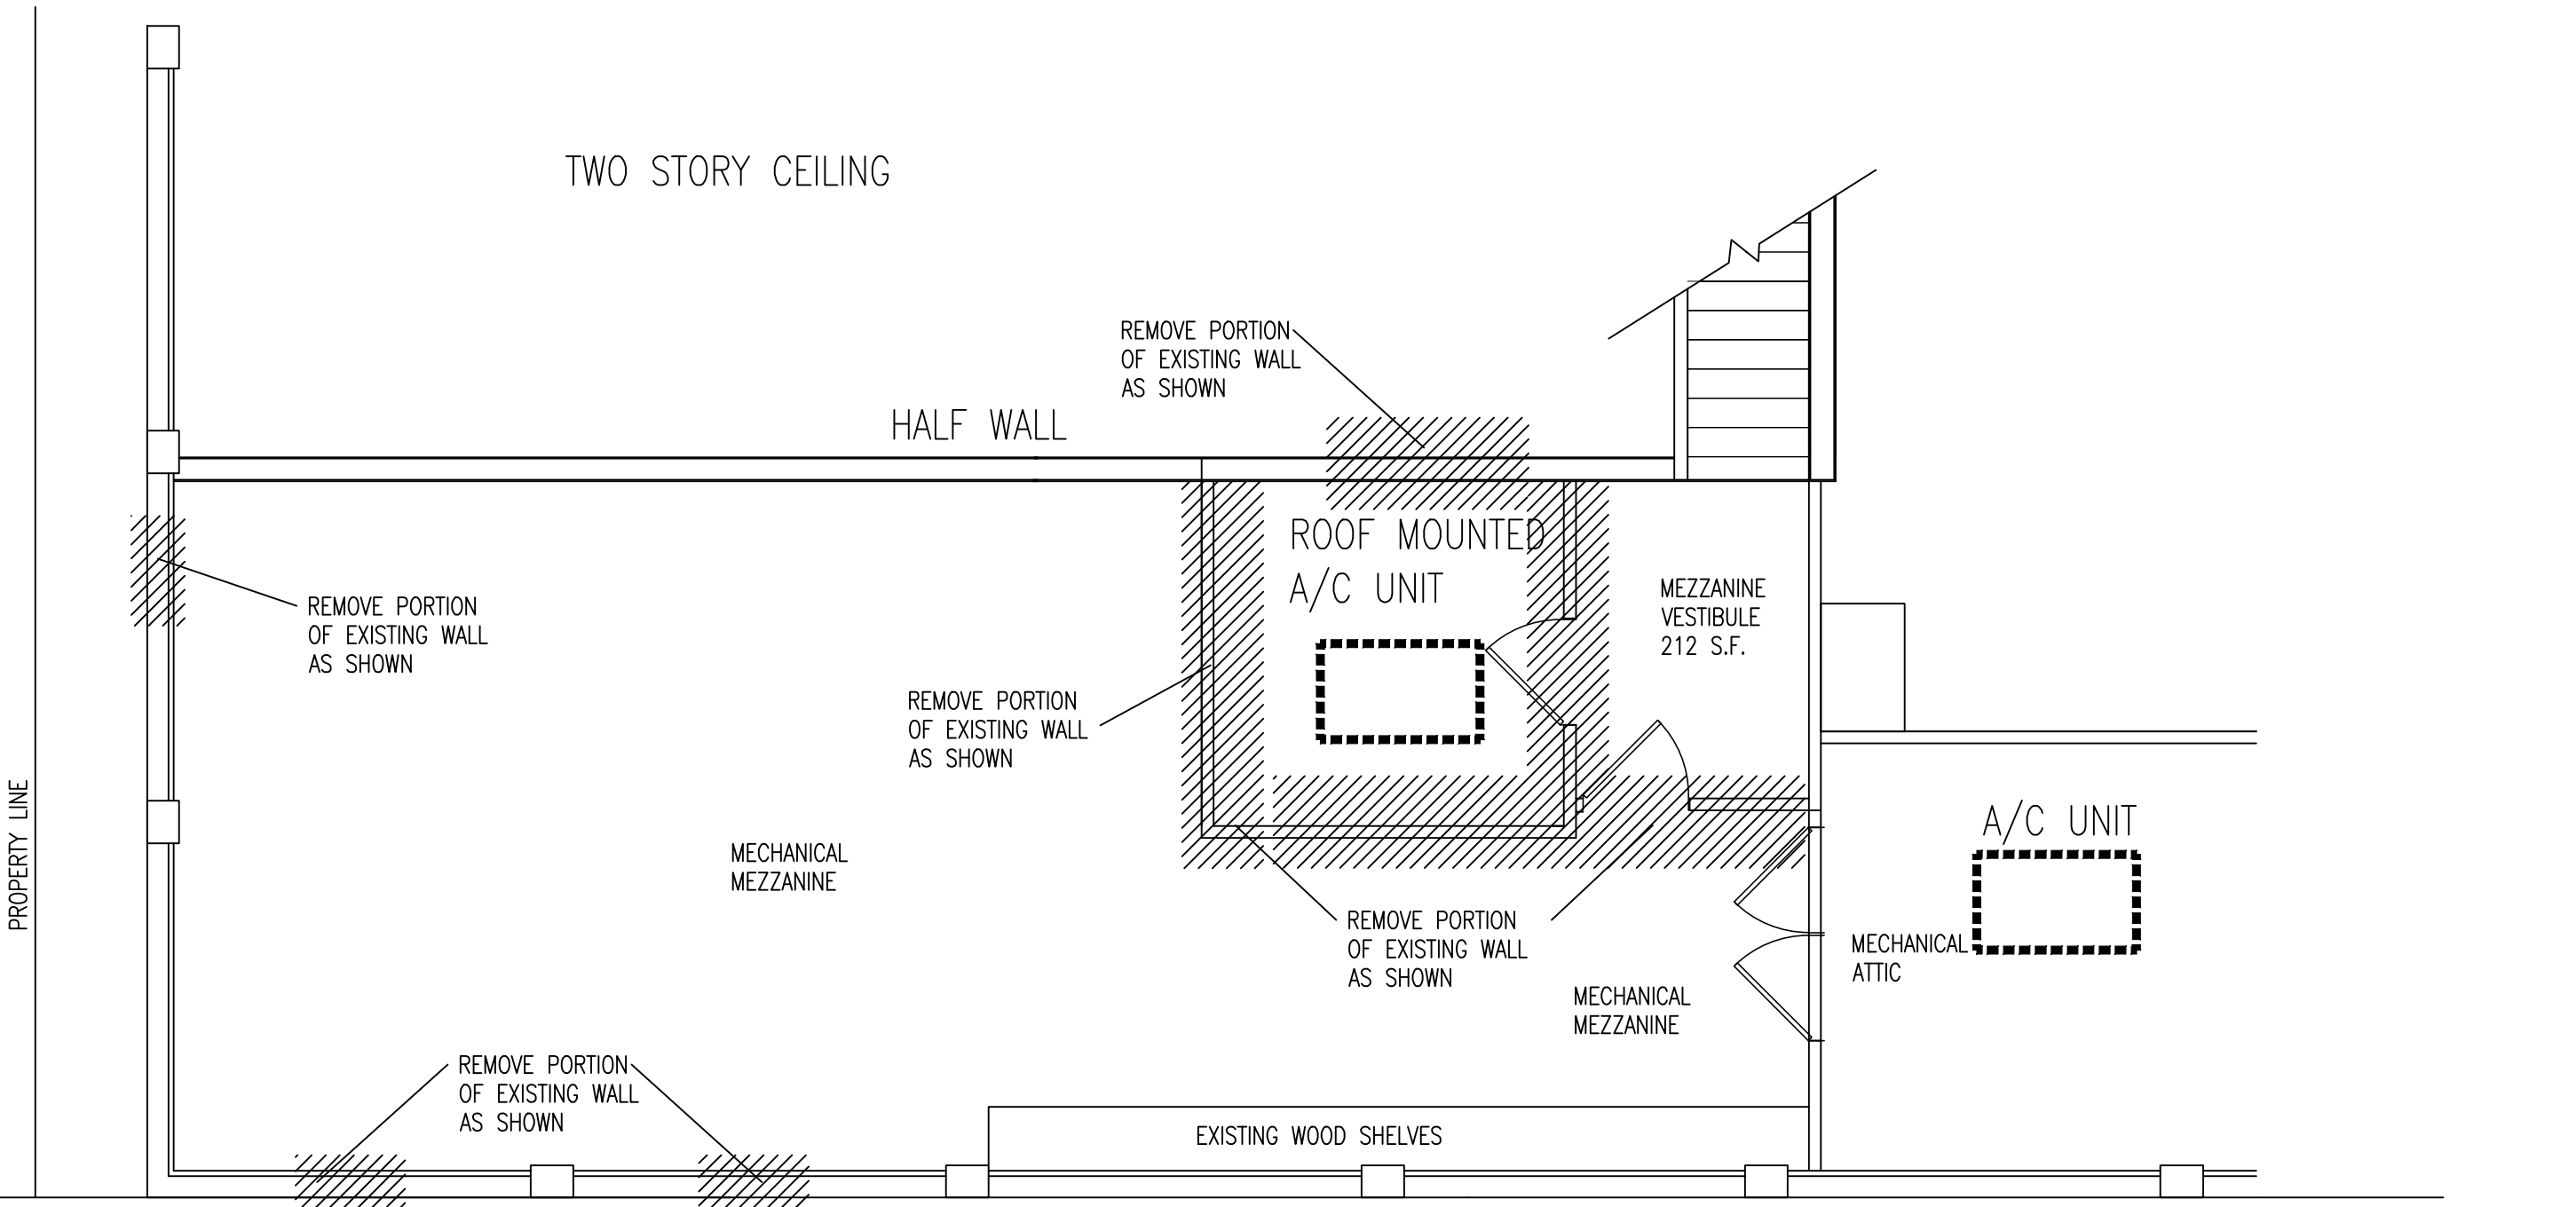 TWO STORY CEILING
REMOVE PORTION
OF EXISTING WALL
AS SHOWN
HALF WALL
ROOF MOUNTED
A/C UNIT
MEZZANINE
VESTIBULE
212 S.F.
REMOVE PORTION
OF EXISTING WALL
AS SHOWN
REMOVE PORTION
OF EXISTING WALL
AS SHOWN
PROPERTY LINE
MECHANICAL
MEZZANINE
A/C UNIT
REMOVE PORTION
OF EXISTING WALL
AS SHOWN
MECHANICAL
ATTIC
MECHANICAL
MEZZANINE
REMOVE PORTION
OF EXISTING WALL
AS SHOWN
EXISTING WOOD SHELVES